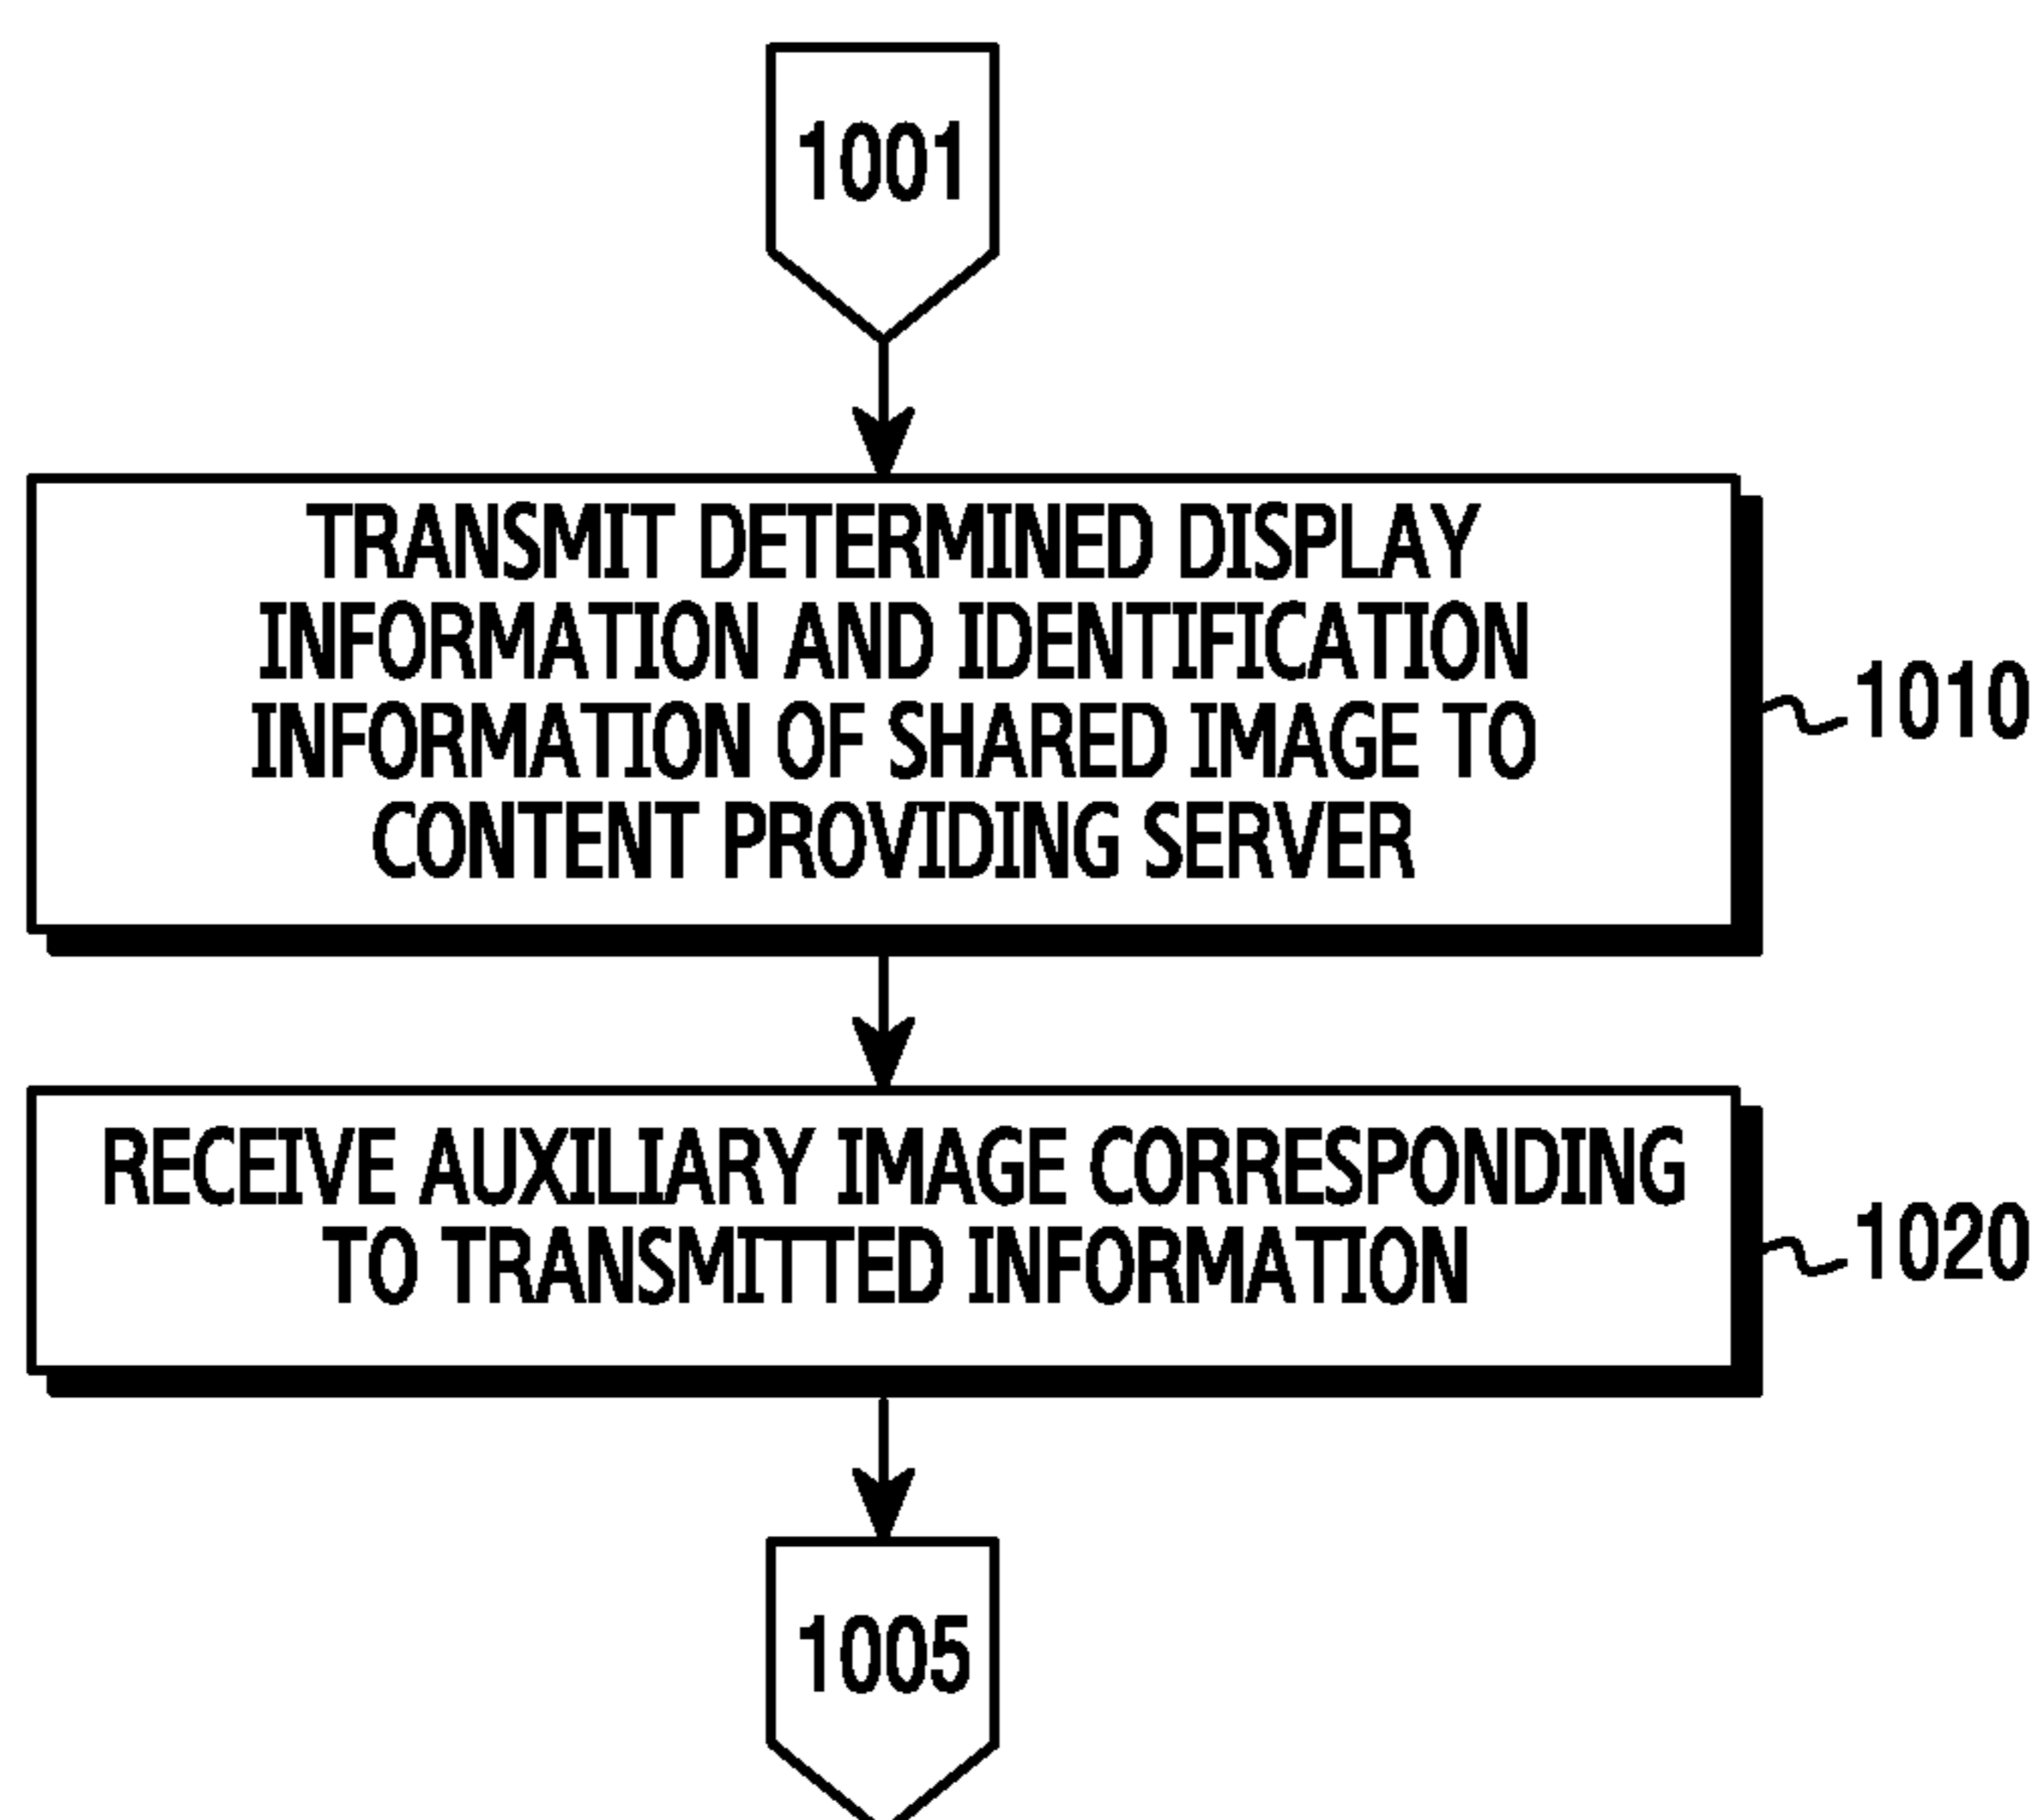 1001
TRANSMIT DETERMINED DISPLAY
INFORMATION AND IDENTIFICATION
INFORMATION OF SHARED IMAGE TO
CONTENT PROVIDING SERVER
1010
RECEIVE AUXILIARY IMAGE CORRESPONDING
TO TRANSMITTED INFORMATION
1020
1005